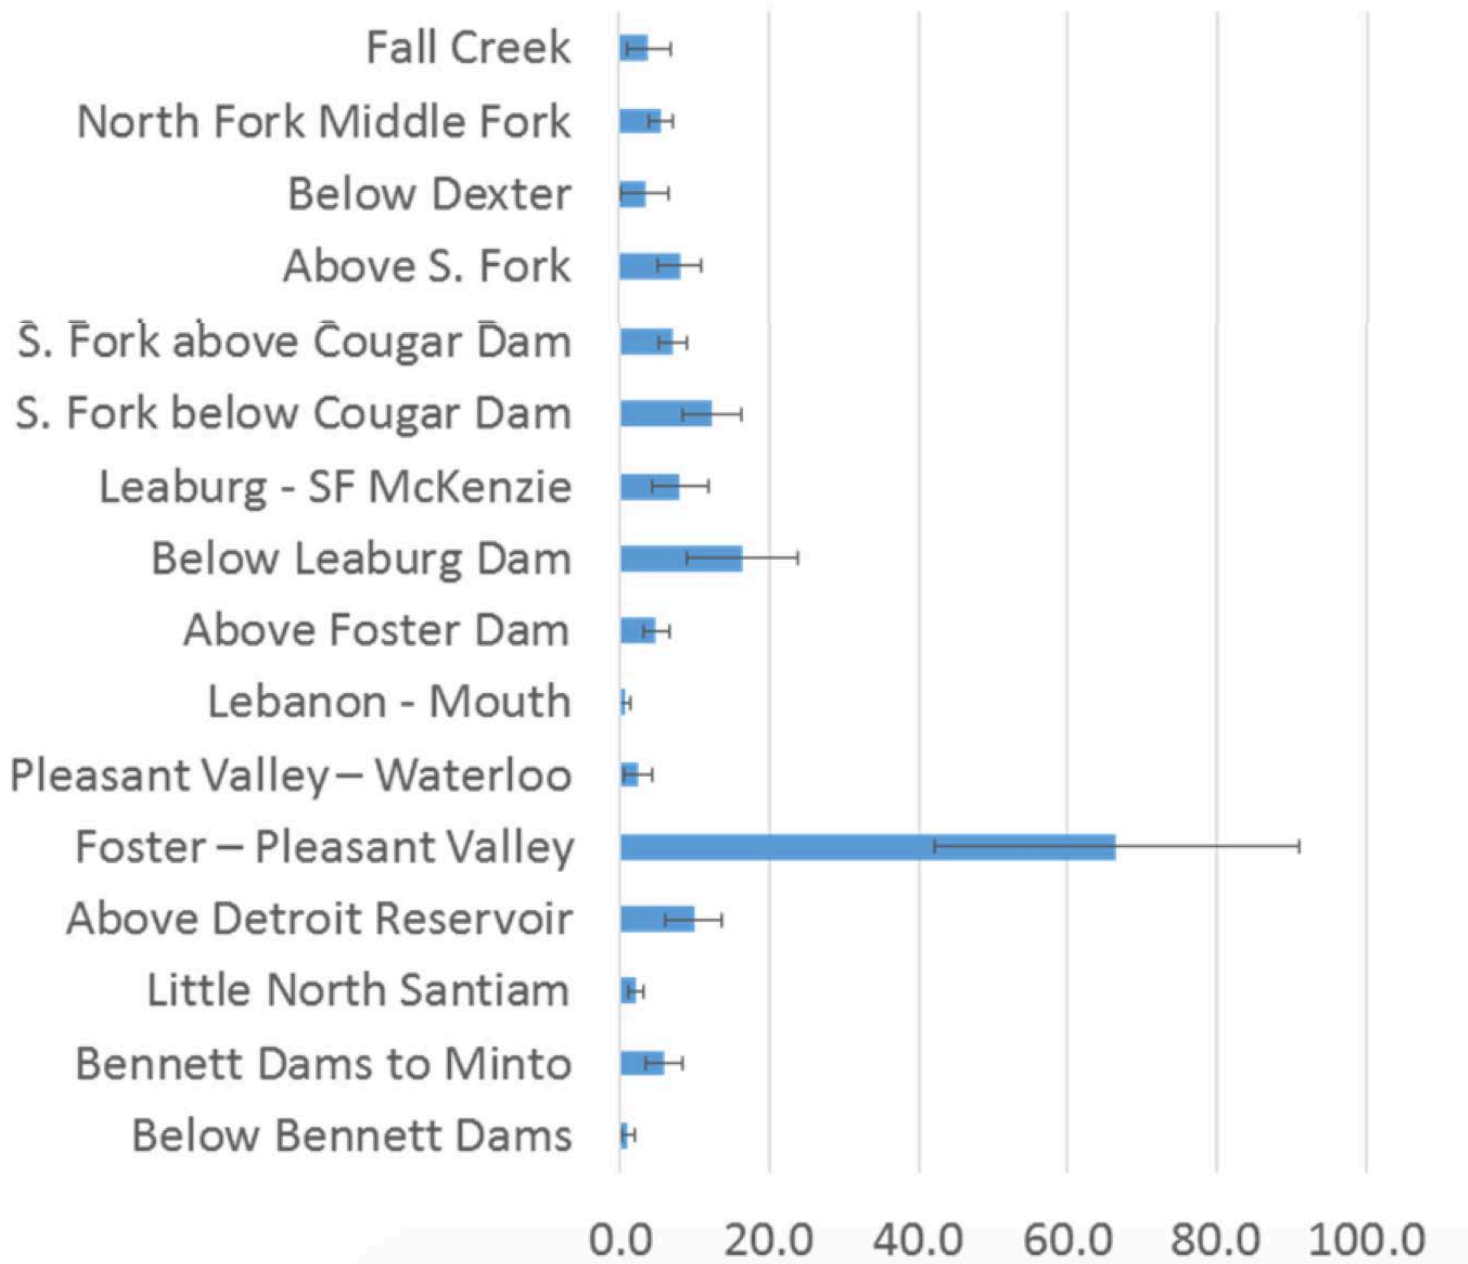 Fall Creek
North Fork Middle Fork
Below Dexter
Above S. Fork
S. Fork above Cougar Dam
S. Fork below Cougar Dam
Leaburg - SF McKenzie
Below Leaburg Dam
Above Foster Dam
Lebanon - Mouth
Pleasant Valley – Waterloo
Foster – Pleasant Valley
Above Detroit Reservoir
Little North Santiam
Bennett Dams to Minto
Below Bennett Dams
0.0 20.0 40.0 60.0 80.0 100.0